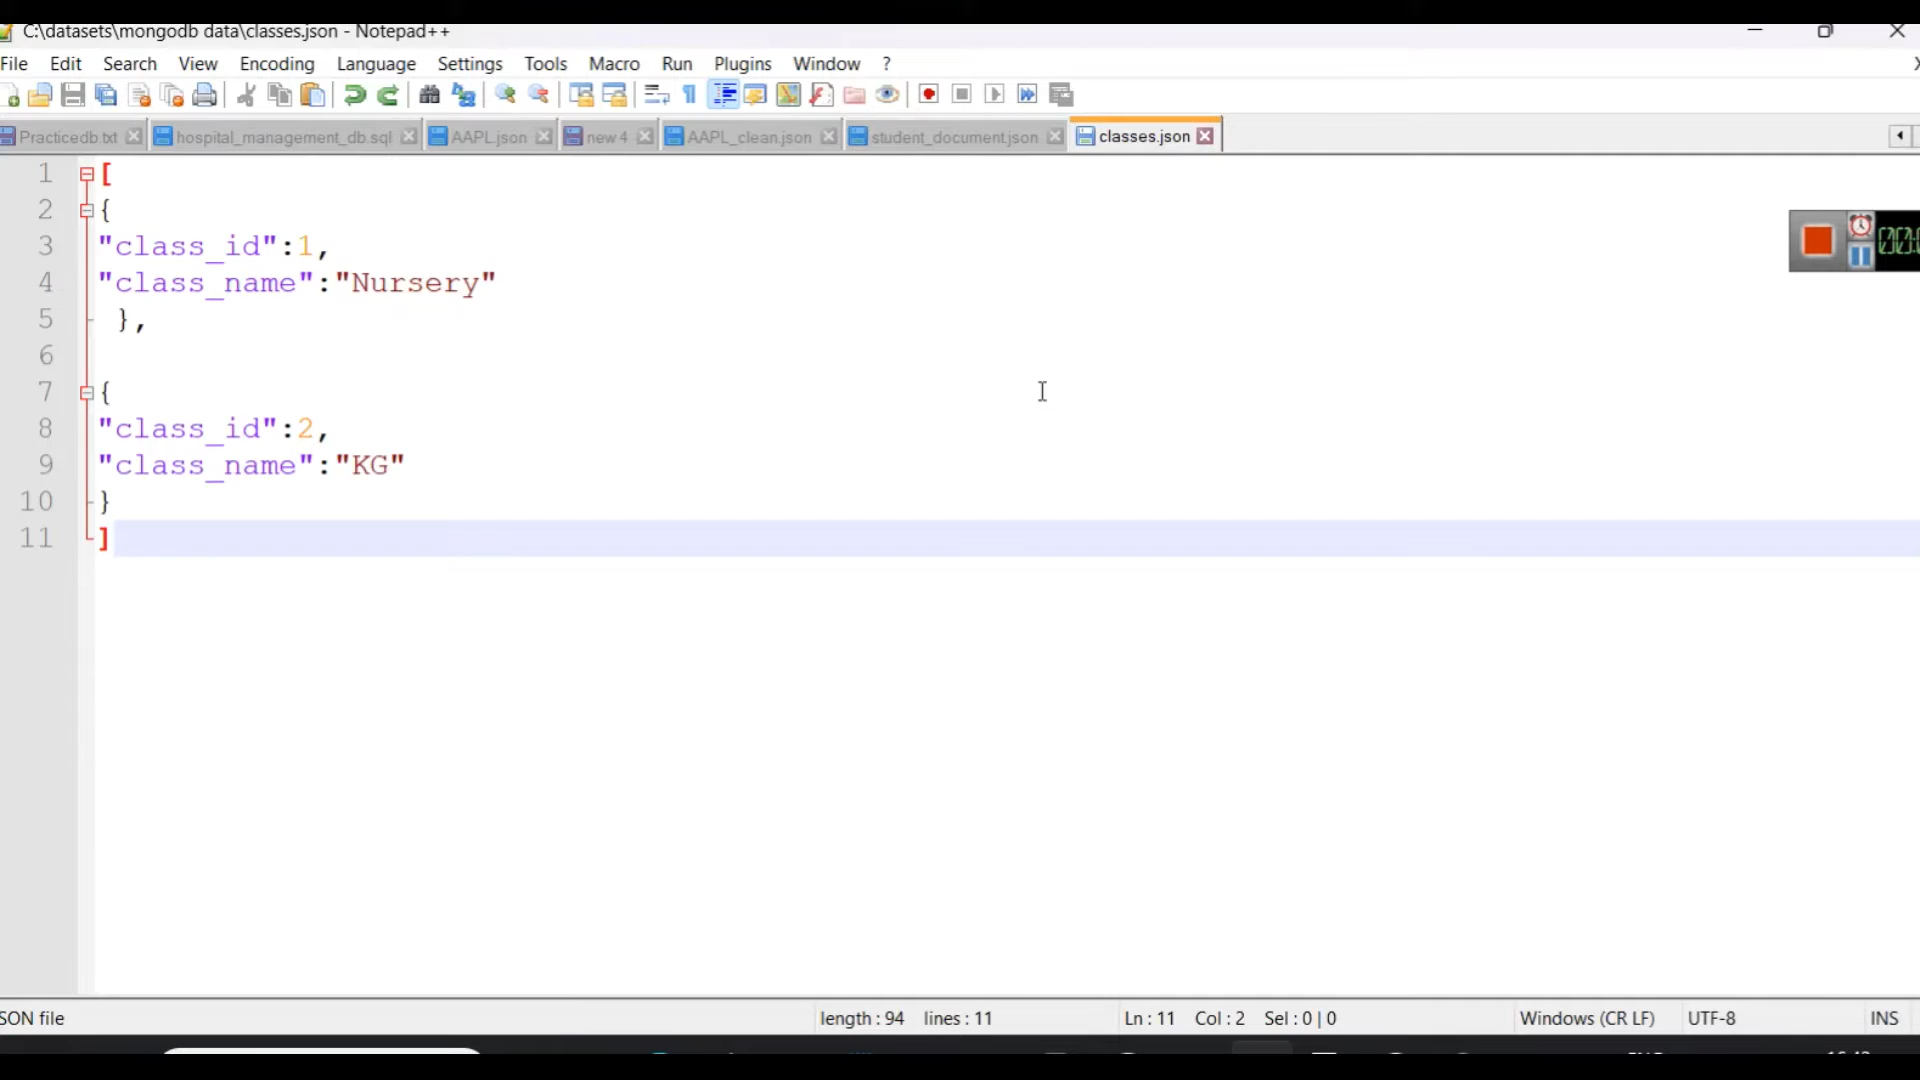 C:\datasets\mongodb data\classes.json - Notepad++
File Edit Search View Encoding Language Settings Tools Macro Run Plugins Window ?
Practicedb.txt hospital_management_db.sql AAPL.json new 4 AAPL_clean.json student_document.json classes.json
1 [
2 {
3 "class_id":1,
4 "class_name":"Nursery"
5 },
6
7 {
8 "class_id":2,
9 "class_name":"KG"
10 }
11 ]
SON file length : 94 lines : 11 Ln : 11 Col : 2 Sel : 0 | 0 Windows (CR LF) UTF-8 INS